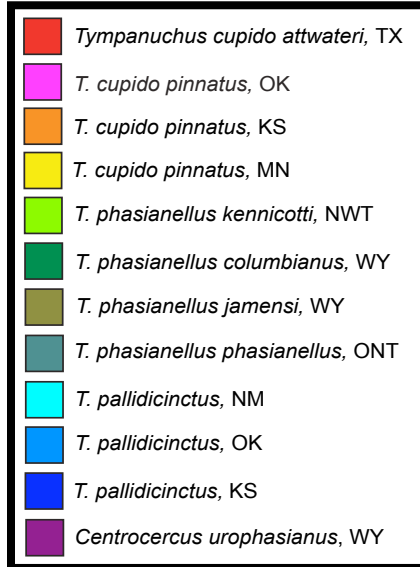 Tympanuchus cupido attwateri, TX
T. cupido pinnatus, OK
T. cupido pinnatus, KS
T. cupido pinnatus, MN
T. phasianellus kennicotti, NWT
T. phasianellus columbianus, WY
T. phasianellus jamensi, WY
T. phasianellus phasianellus, ONT
T. pallidicinctus, NM
T. pallidicinctus, OK
T. pallidicinctus, KS
Centrocercus urophasianus, WY